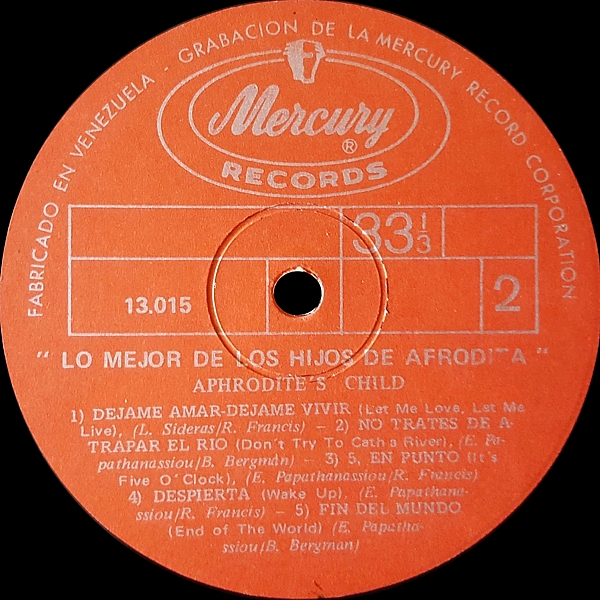 FABRICADO EN VENEZUELA - GRABACION DE LA MERCURY RECORD CORPORATION
Mercury
®
RECORDS
33 1/3
13.015
2
" LO MEJOR DE LOS HIJOS DE AFRODITA "
APHRODITE'S CHILD
1) DEJAME AMAR-DEJAME VIVIR (Let Me Love, Let Me
Live), (L. Sideras/R. Francis) – 2) NO TRATES DE A-
TRAPAR EL RIO (Don't Try To Cath a River), (E. Pa-
pathanassiou/B. Bergman) – 3) 5, EN PUNTO (It's
Five O'Clock), (E. Papathanassiou/R. Francis)
4) DESPIERTA (Wake Up), (E. Papathana-
ssiou/R. Francis) – 5) FIN DEL MUNDO
(End of The World) (E. Papatha-
ssiou/B. Bergman)